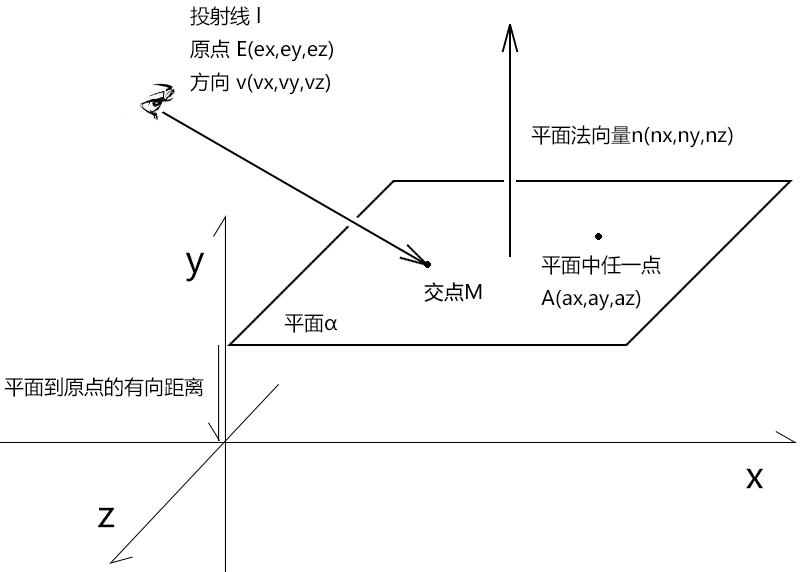 投射线 l
原点 E(ex,ey,ez)
方向 v(vx,vy,vz)
平面法向量n(nx,ny,nz)
y
平面中任一点
A(ax,ay,az)
交点M
平面α
平面到原点的有向距离
x
z